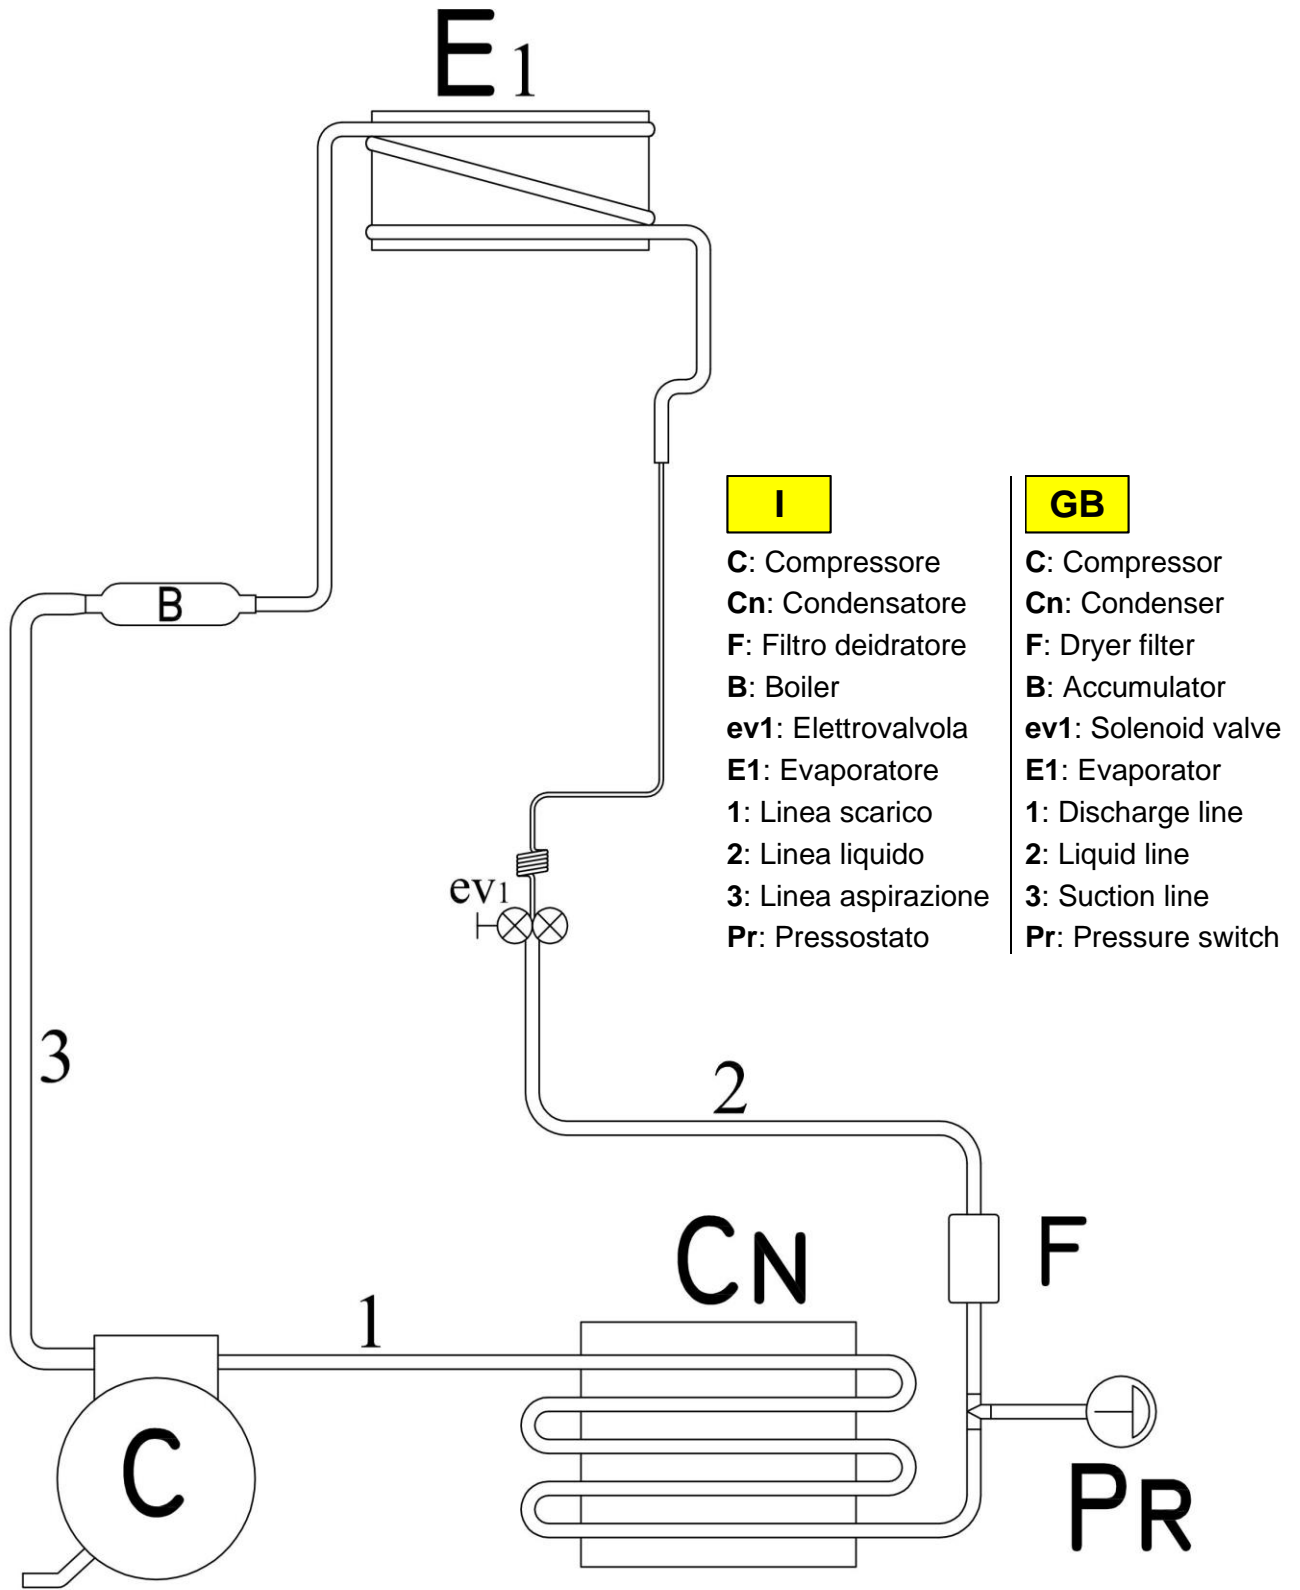 E1
I
C: Compressore
Cn: Condensatore
F: Filtro deidratore
B: Boiler
ev1: Elettrovalvola
E1: Evaporatore
1: Linea scarico
2: Linea liquido
3: Linea aspirazione
Pr: Pressostato
GB
C: Compressor
Cn: Condenser
F: Dryer filter
B: Accumulator
ev1: Solenoid valve
E1: Evaporator
1: Discharge line
2: Liquid line
3: Suction line
Pr: Pressure switch
B
ev1
3
2
CN
F
1
C
PR